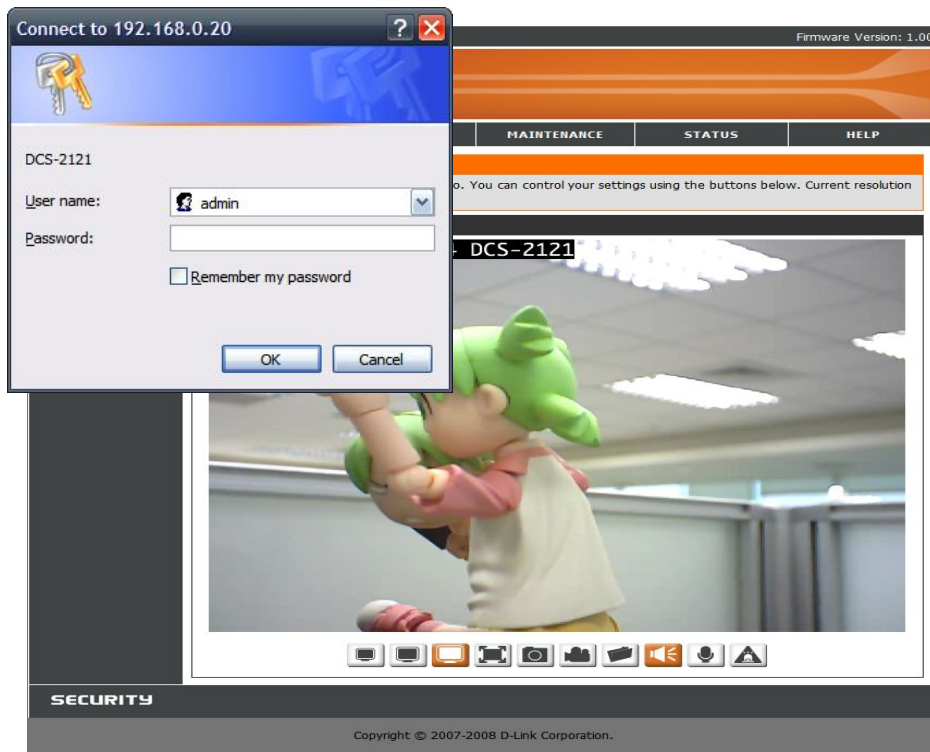 Connect to 192.168.0.20
Firmware Version: 1.00
MAINTENANCE
STATUS
HELP
DCS-2121
o. You can control your settings using the buttons below. Current resolution
User name:
admin
Password:
DCS-2121
Remember my password
OK
Cancel
SECURITY
Copyright © 2007-2008 D-Link Corporation.